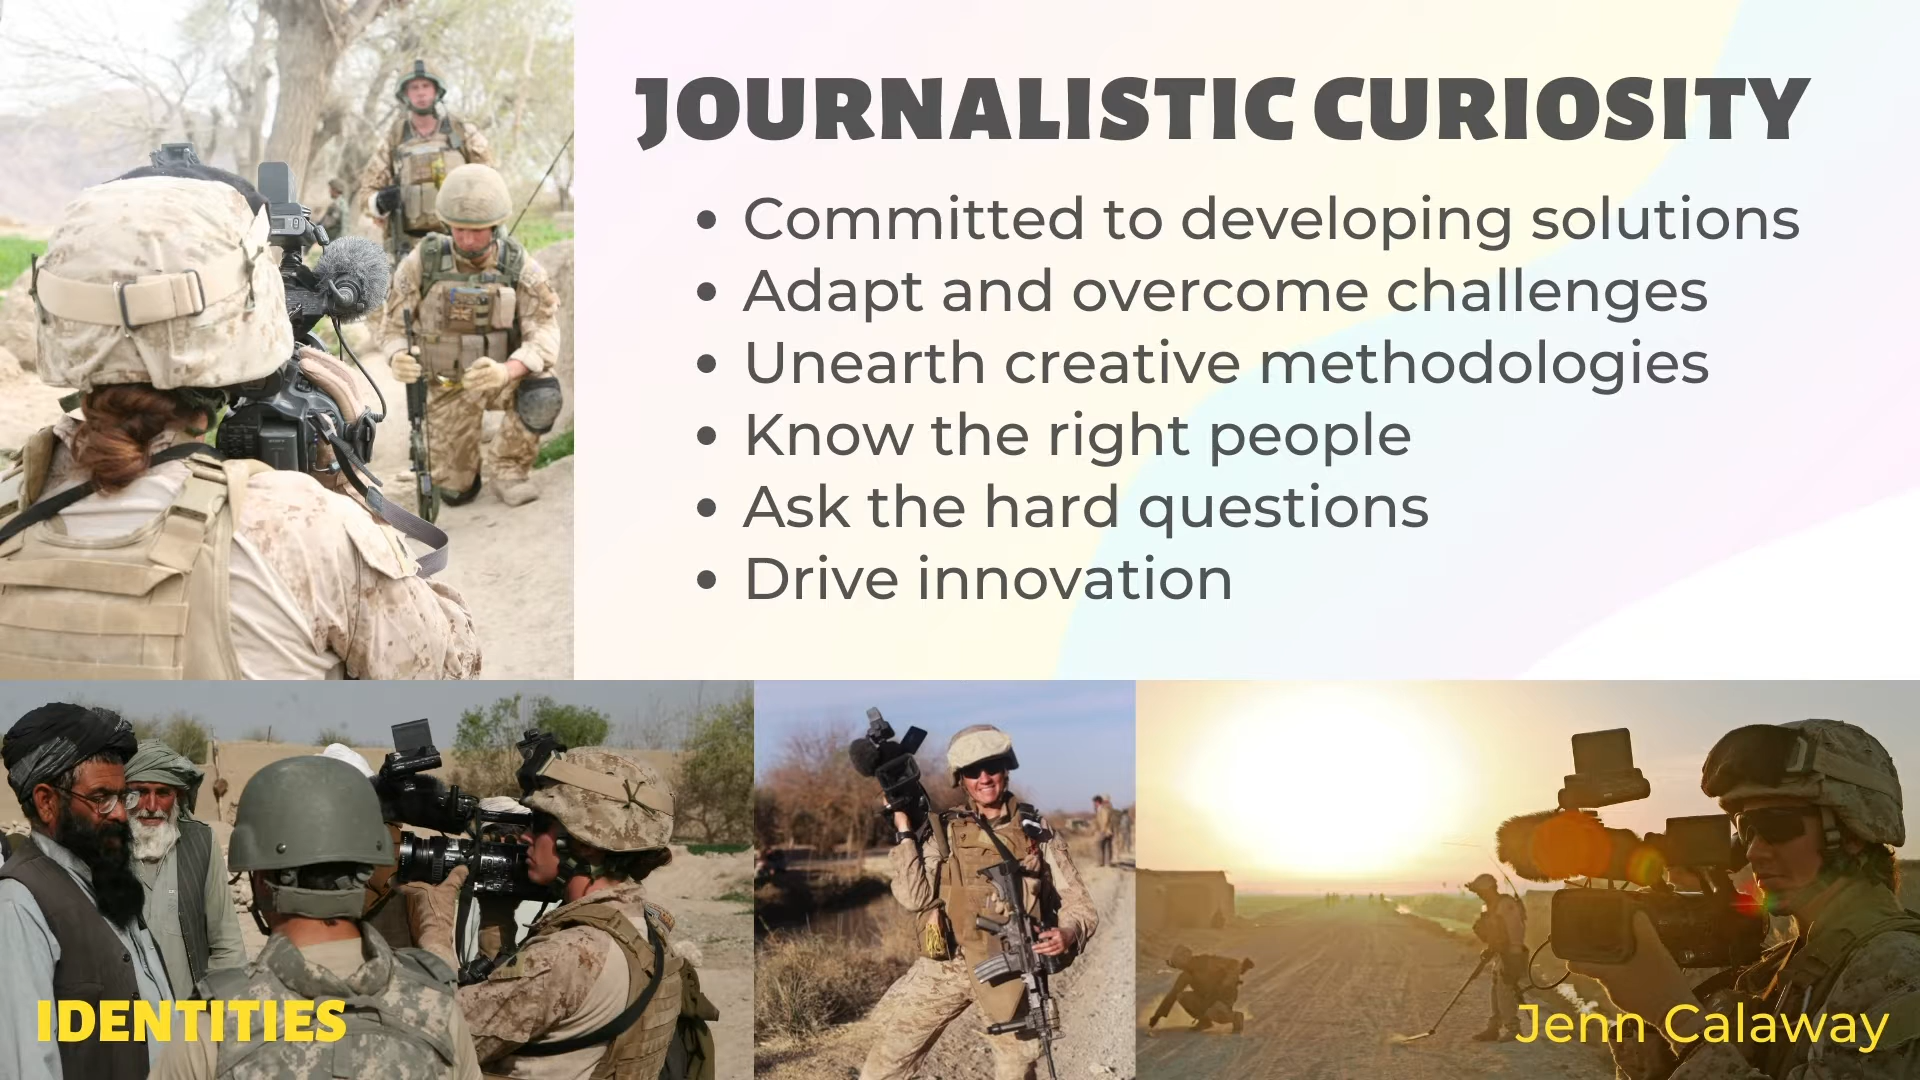 JOURNALISTIC CURIOSITY
• Committed to developing solutions
• Adapt and overcome challenges
• Unearth creative methodologies
• Know the right people
• Ask the hard questions
• Drive innovation
IDENTITIES
Jenn Calaway